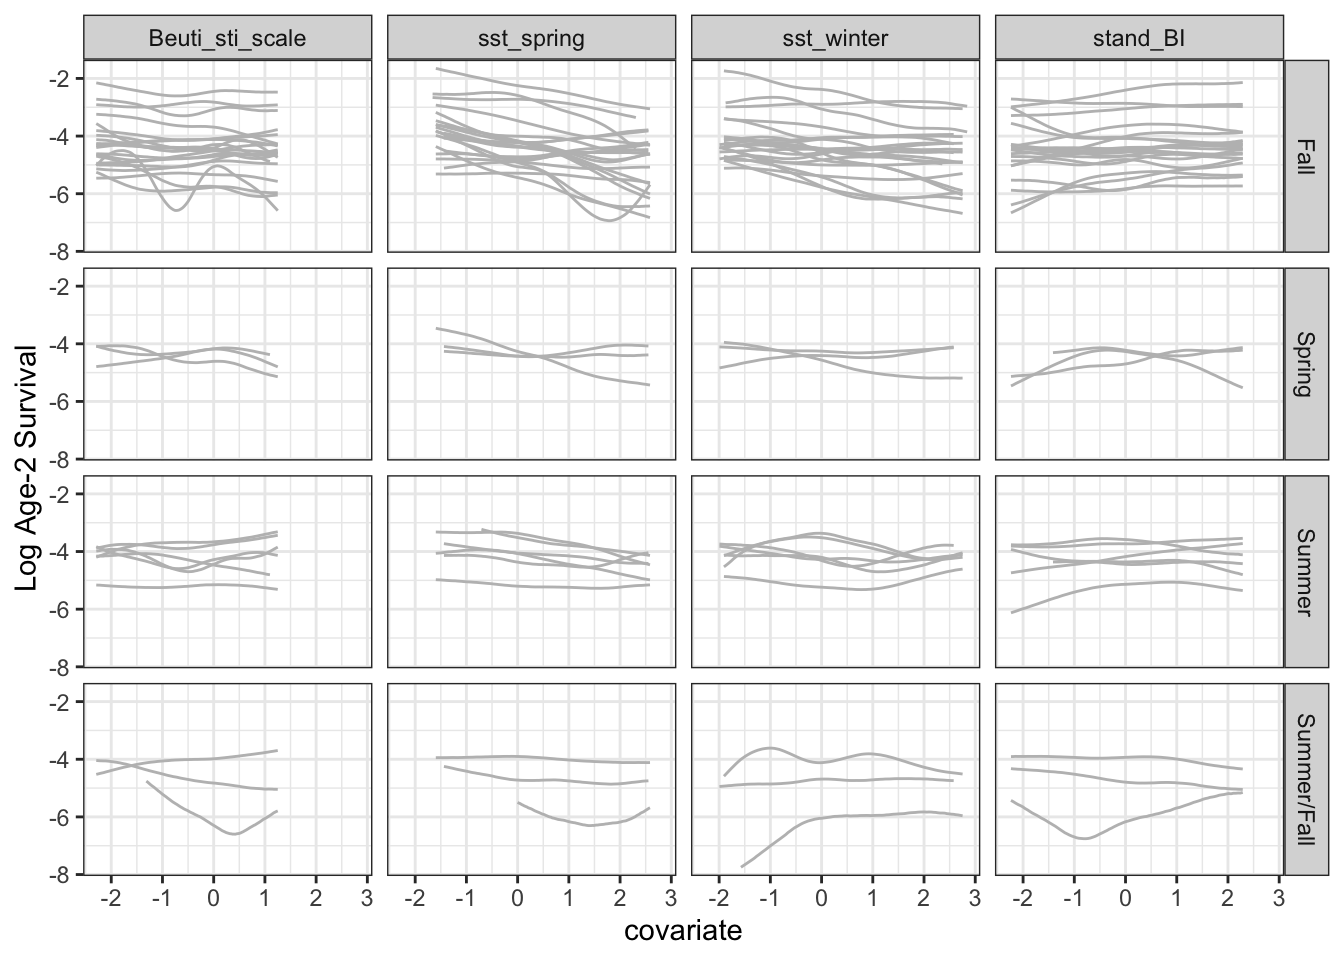 Beuti_sti_scale sst_spring sst_winter stand_BI
-2
-4
-6
-8
Fall
-2
-4
-6
-8
Spring
Log Age-2 Survival
-2
-4
-6
-8
Summer
-2
-4
-6
-8
Summer/Fall
-2 -1 0 1 2 3 -2 -1 0 1 2 3 -2 -1 0 1 2 3 -2 -1 0 1 2 3
covariate